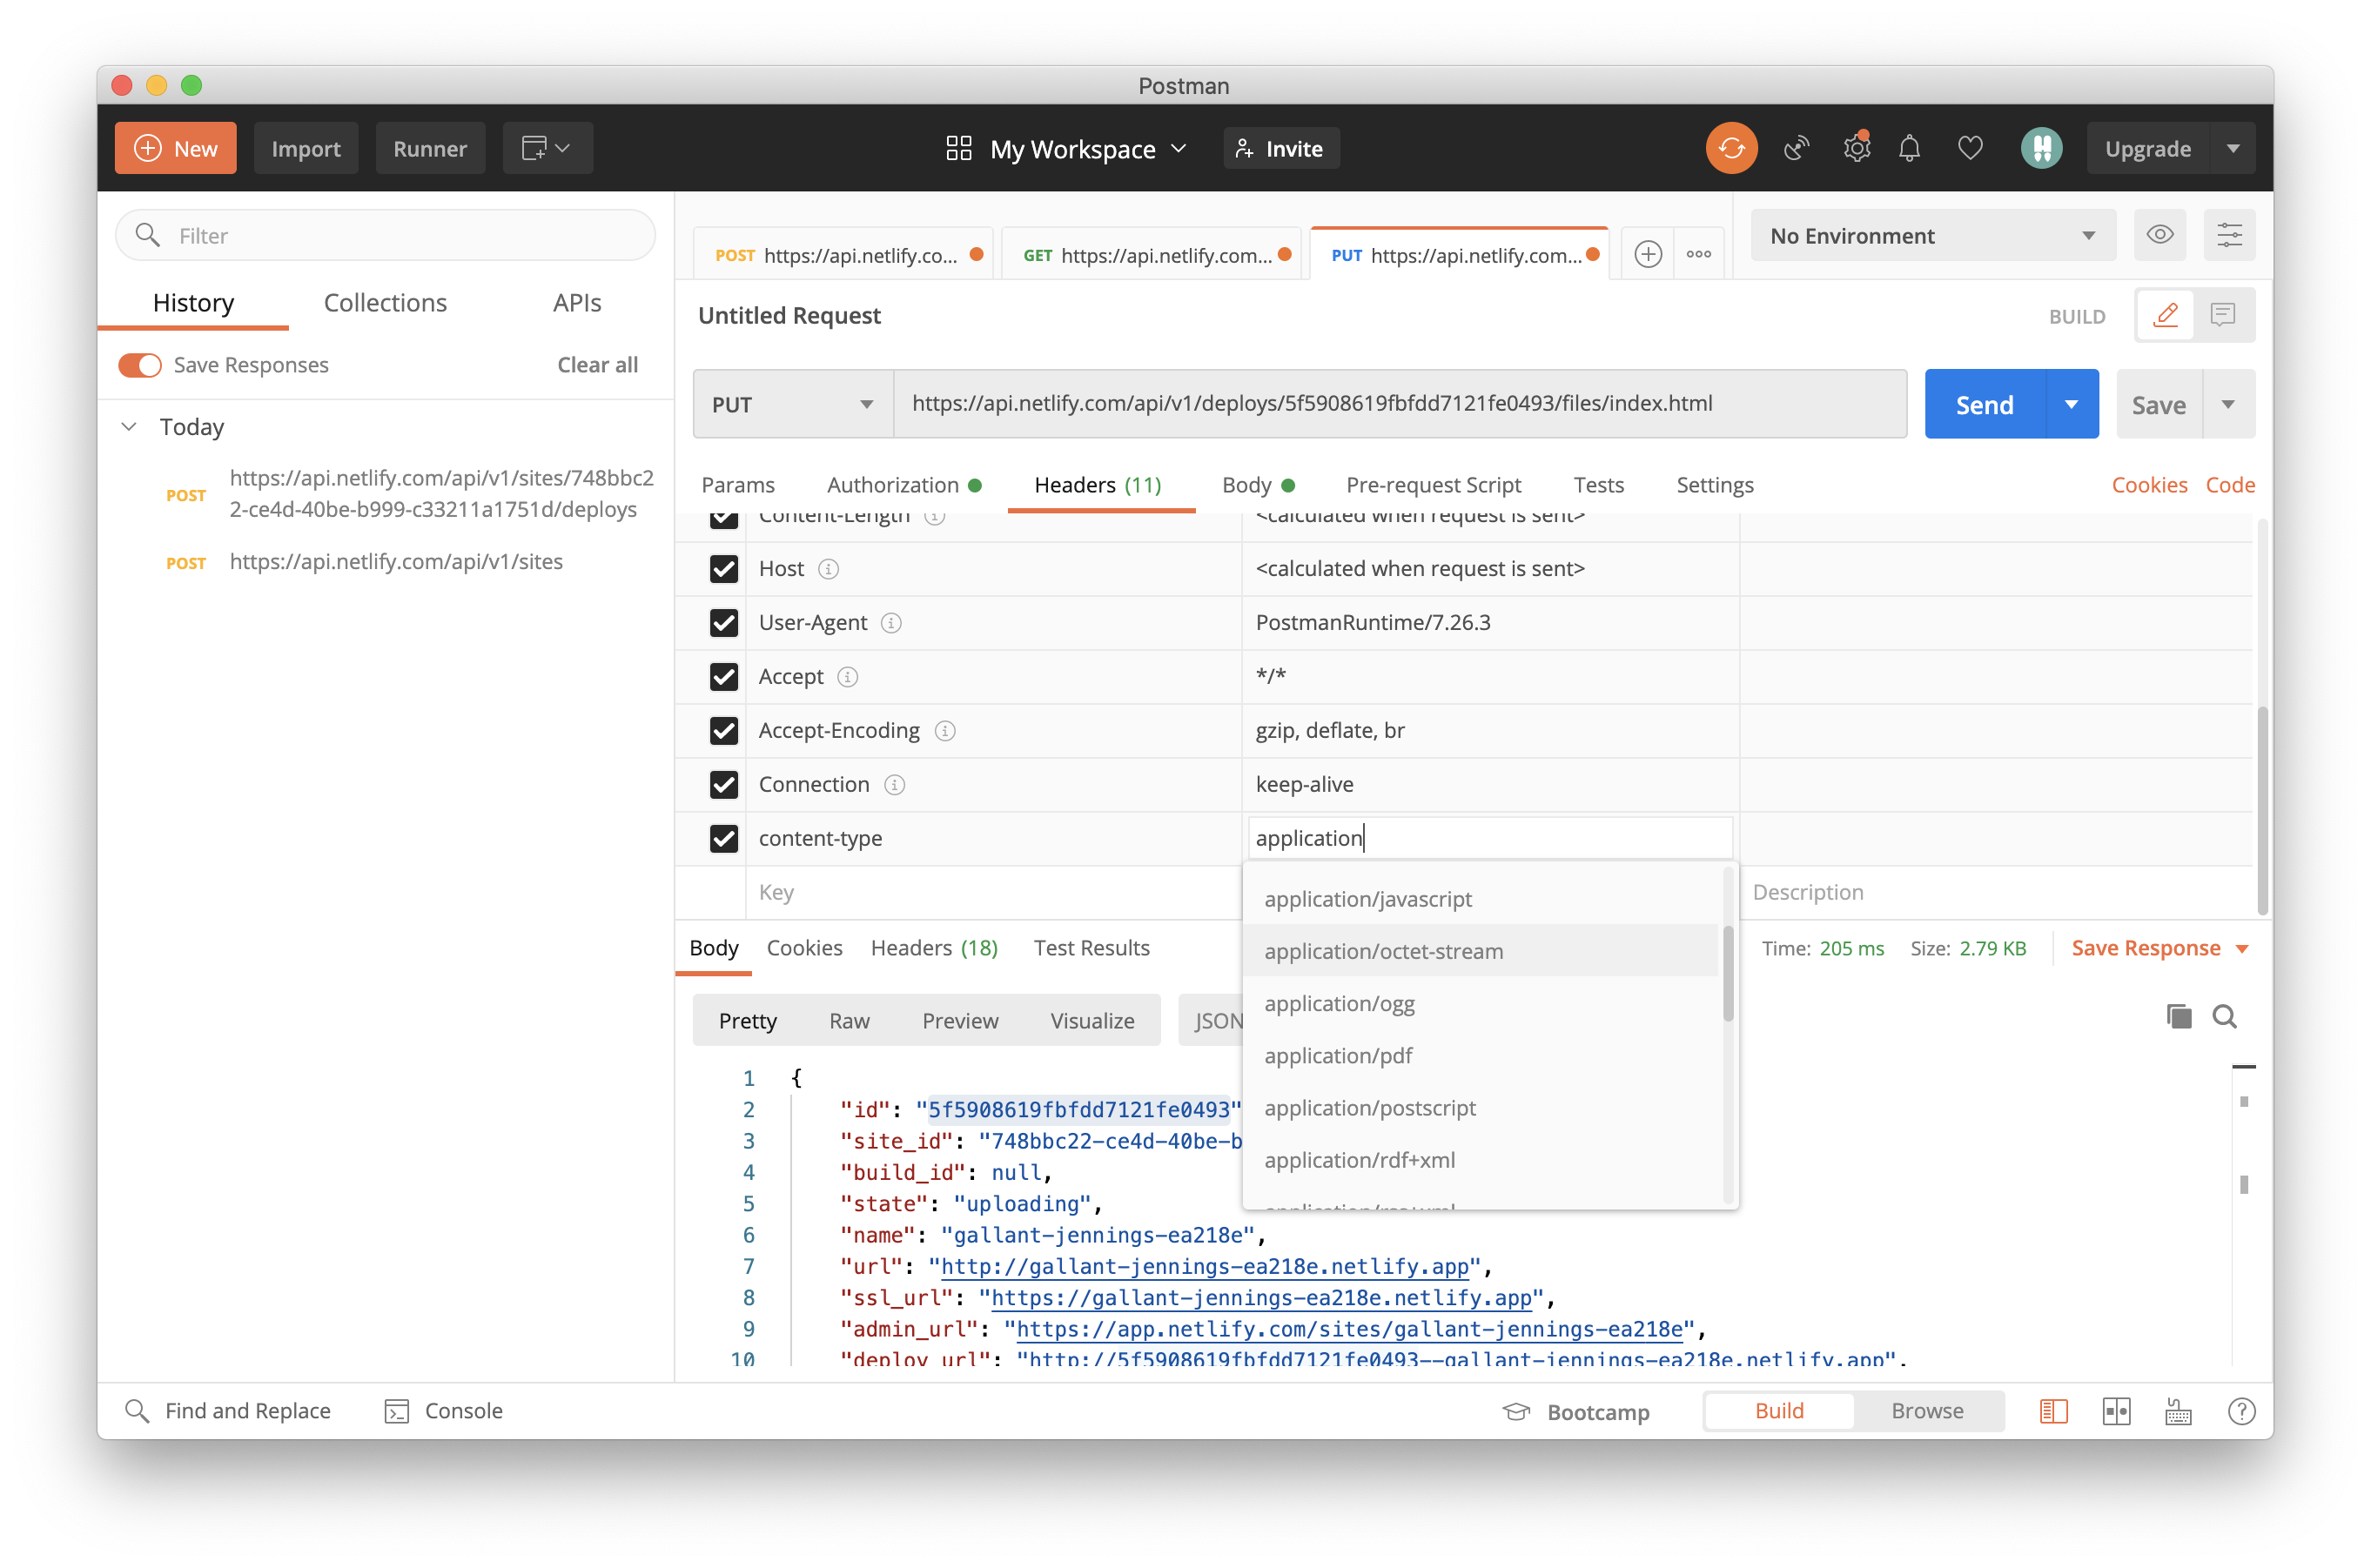 Postman
New
Import
Runner
My Workspace
Invite
Upgrade
Filter
History
Collections
APIs
Save Responses
Clear all
Today
POST https://api.netlify.com/api/v1/sites/748bbc2
2-ce4d-40be-b999-c33211a1751d/deploys
POST https://api.netlify.com/api/v1/sites
POST https://api.netlify.co...
GET https://api.netlify.com...
PUT https://api.netlify.com...
No Environment
Untitled Request
BUILD
PUT
https://api.netlify.com/api/v1/deploys/5f5908619fbfdd7121fe0493/files/index.html
Send
Save
Params
Authorization
Headers (11)
Body
Pre-request Script
Tests
Settings
Cookies
Code
Content-Length <calculated when request is sent>
Host <calculated when request is sent>
User-Agent PostmanRuntime/7.26.3
Accept */*
Accept-Encoding gzip, deflate, br
Connection keep-alive
content-type application
Key
Description
application/javascript
application/octet-stream
application/ogg
application/pdf
application/postscript
application/rdf+xml
Body
Cookies
Headers (18)
Test Results
Time: 205 ms
Size: 2.79 KB
Save Response
Pretty
Raw
Preview
Visualize
JSON
1 {
2 "id": "5f5908619fbfdd7121fe0493"
3 "site_id": "748bbc22-ce4d-40be-b
4 "build_id": null,
5 "state": "uploading",
6 "name": "gallant-jennings-ea218e",
7 "url": "http://gallant-jennings-ea218e.netlify.app",
8 "ssl_url": "https://gallant-jennings-ea218e.netlify.app",
9 "admin_url": "https://app.netlify.com/sites/gallant-jennings-ea218e",
10 "deploy_url": "http://5f5908619fbfdd7121fe0493--gallant-jennings-ea218e.netlify.app",
Find and Replace
Console
Bootcamp
Build
Browse